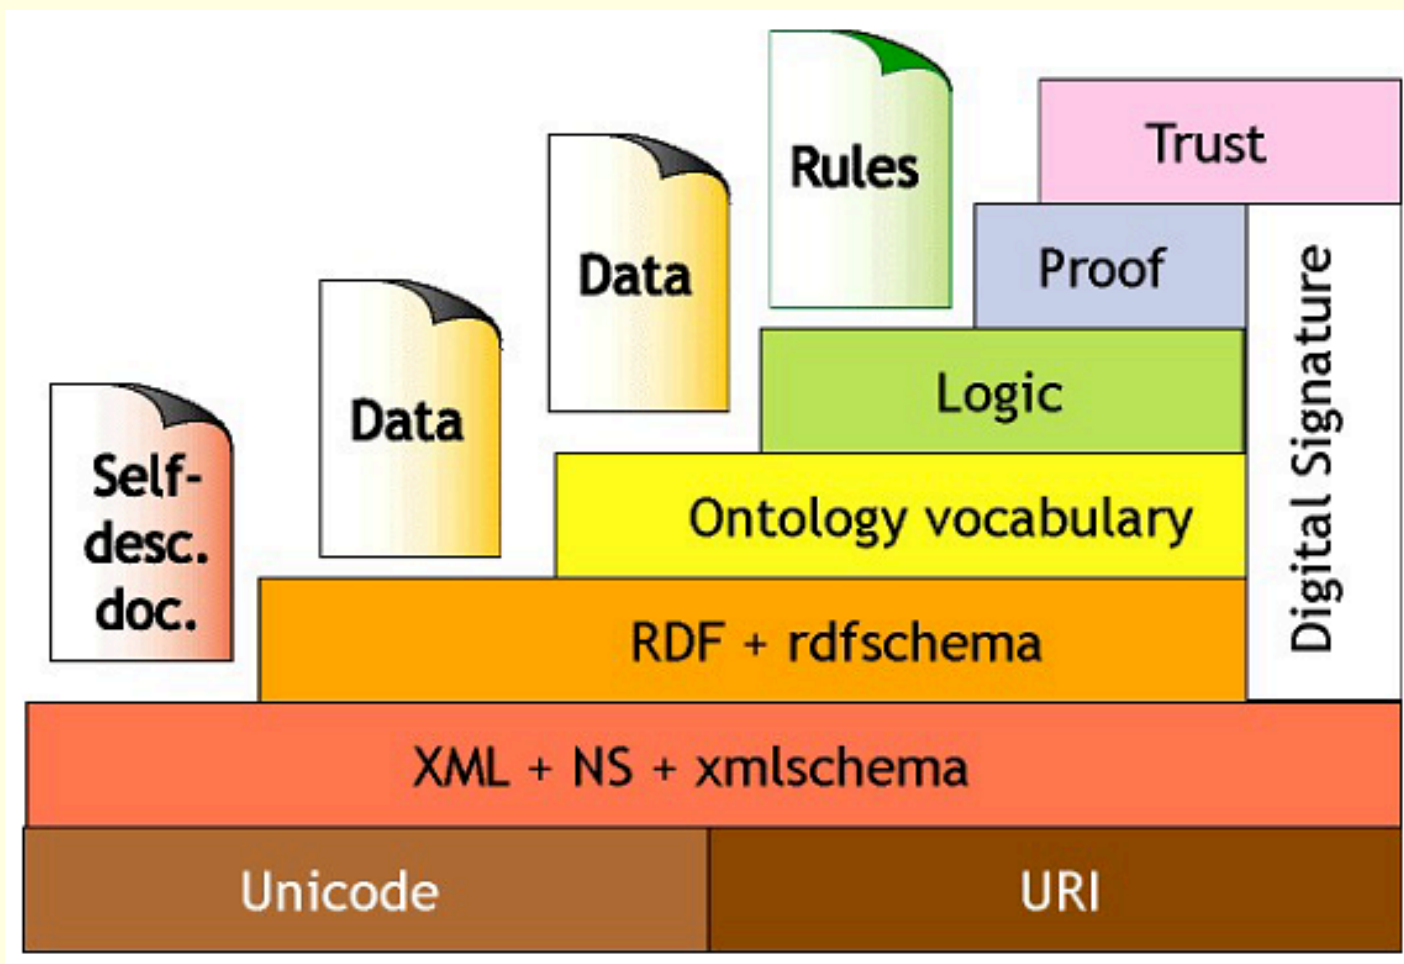 Rules
Trust
Data
Proof
Data
Logic
Self-
desc.
doc.
Ontology vocabulary
Digital Signature
RDF + rdfschema
XML + NS + xmlschema
Unicode
URI